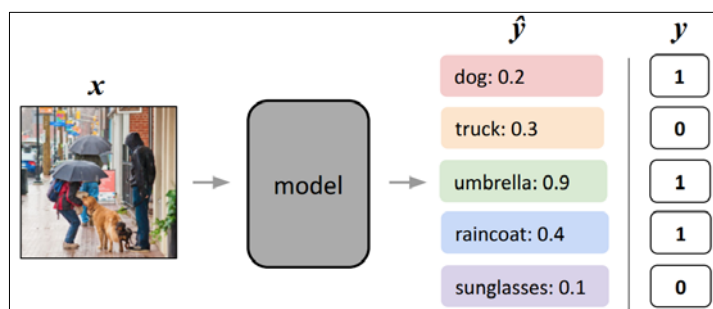 ŷ y
x
dog: 0.2 1
truck: 0.3 0
model
umbrella: 0.9 1
raincoat: 0.4 1
sunglasses: 0.1 0